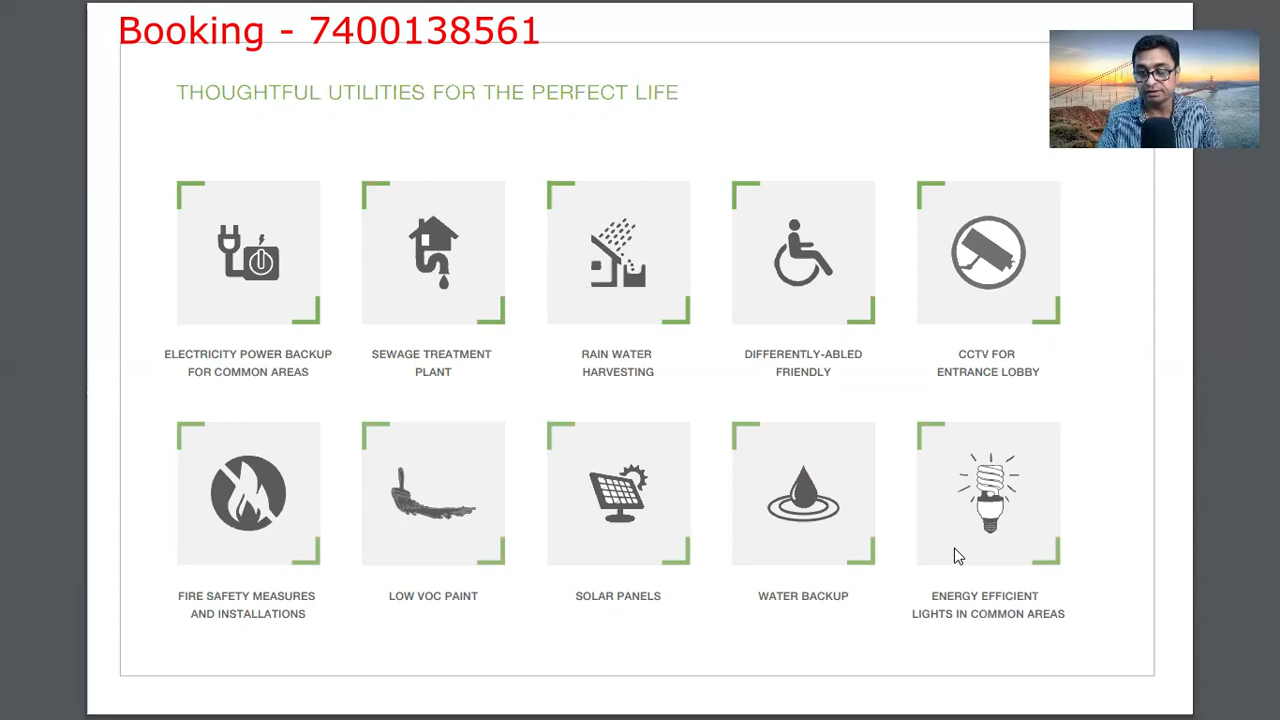 Booking - 7400138561
THOUGHTFUL UTILITIES FOR THE PERFECT LIFE
ELECTRICITY POWER BACKUP
FOR COMMON AREAS
SEWAGE TREATMENT
PLANT
RAIN WATER
HARVESTING
DIFFERENTLY-ABLED
FRIENDLY
CCTV FOR
ENTRANCE LOBBY
FIRE SAFETY MEASURES
AND INSTALLATIONS
LOW VOC PAINT
SOLAR PANELS
WATER BACKUP
ENERGY EFFICIENT
LIGHTS IN COMMON AREAS